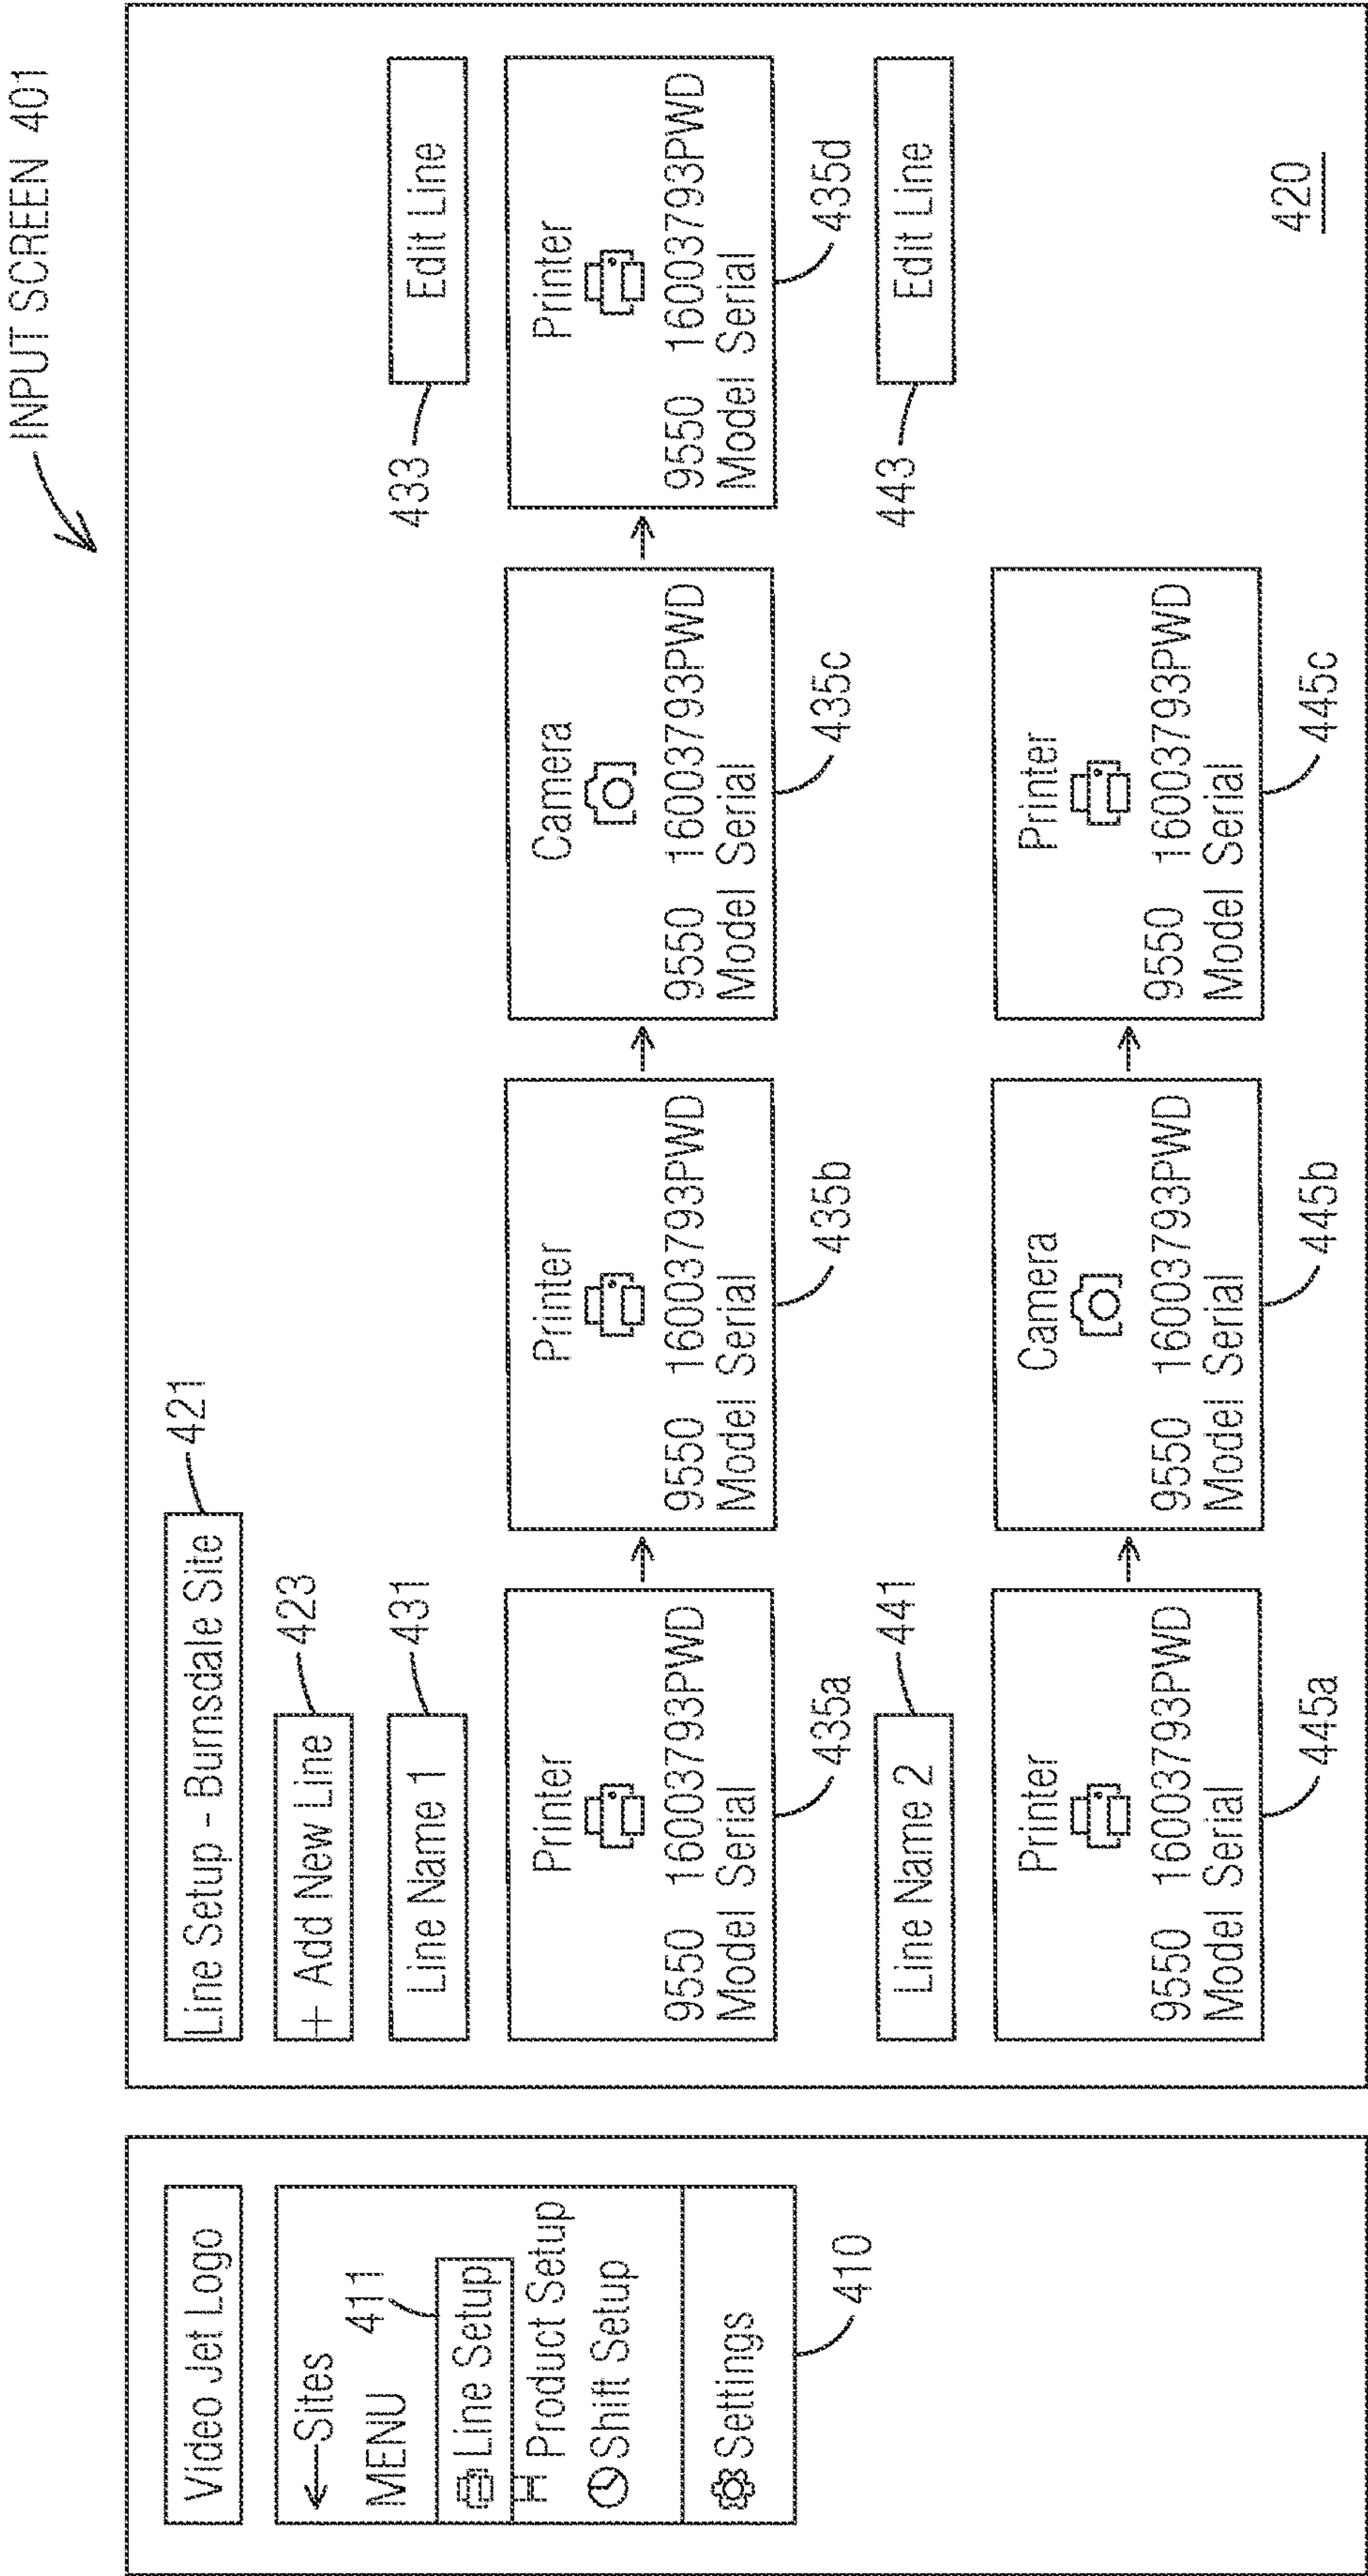 INPUT SCREEN 401
Video Jet Logo
←Sites
MENU
411
Line Setup
Product Setup
Shift Setup
Settings
410
Line Setup - Burnsdale Site
421
+ Add New Line
423
Line Name 1
431
433
Edit Line
Printer
9550 16003793PWD
Model Serial
435a
Printer
9550 16003793PWD
Model Serial
435b
Camera
9550 16003793PWD
Model Serial
435c
Printer
9550 16003793PWD
Model Serial
435d
Line Name 2
441
443
Edit Line
Printer
9550 16003793PWD
Model Serial
445a
Camera
9550 16003793PWD
Model Serial
445b
Printer
9550 16003793PWD
Model Serial
445c
420